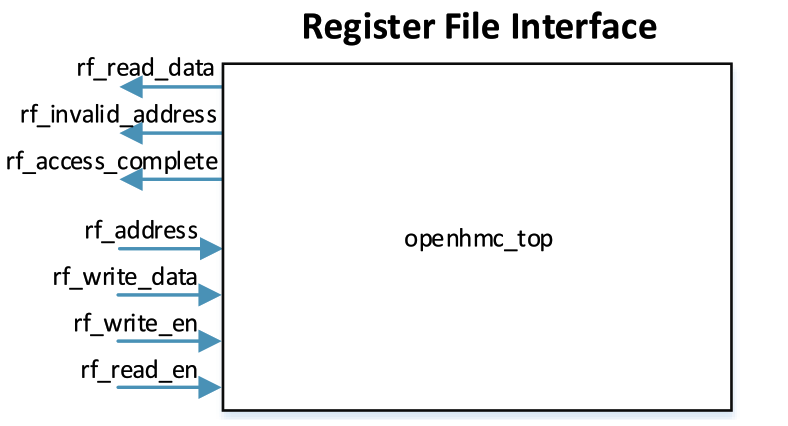 Register File Interface
rf_read_data
rf_invalid_address
rf_access_complete
rf_address
openhmc_top
rf_write_data
rf_write_en
rf_read_en